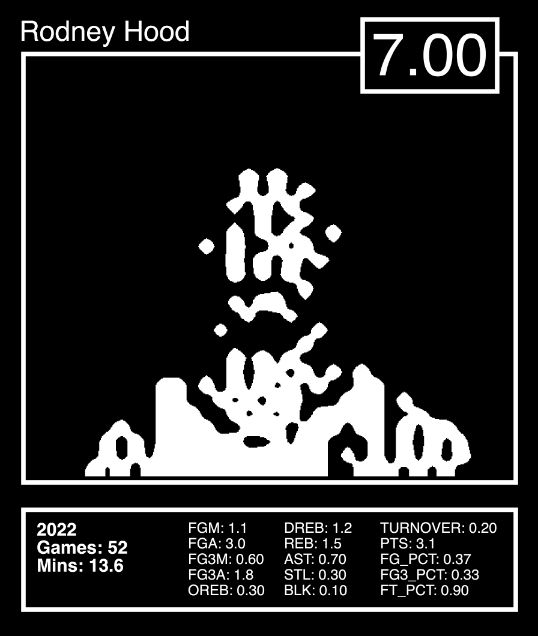 Rodney Hood
7.00
2022
Games: 52
Mins: 13.6
FGM: 1.1
FGA: 3.0
FG3M: 0.60
FG3A: 1.8
OREB: 0.30
DREB: 1.2
REB: 1.5
AST: 0.70
STL: 0.30
BLK: 0.10
TURNOVER: 0.20
PTS: 3.1
FG_PCT: 0.37
FG3_PCT: 0.33
FT_PCT: 0.90